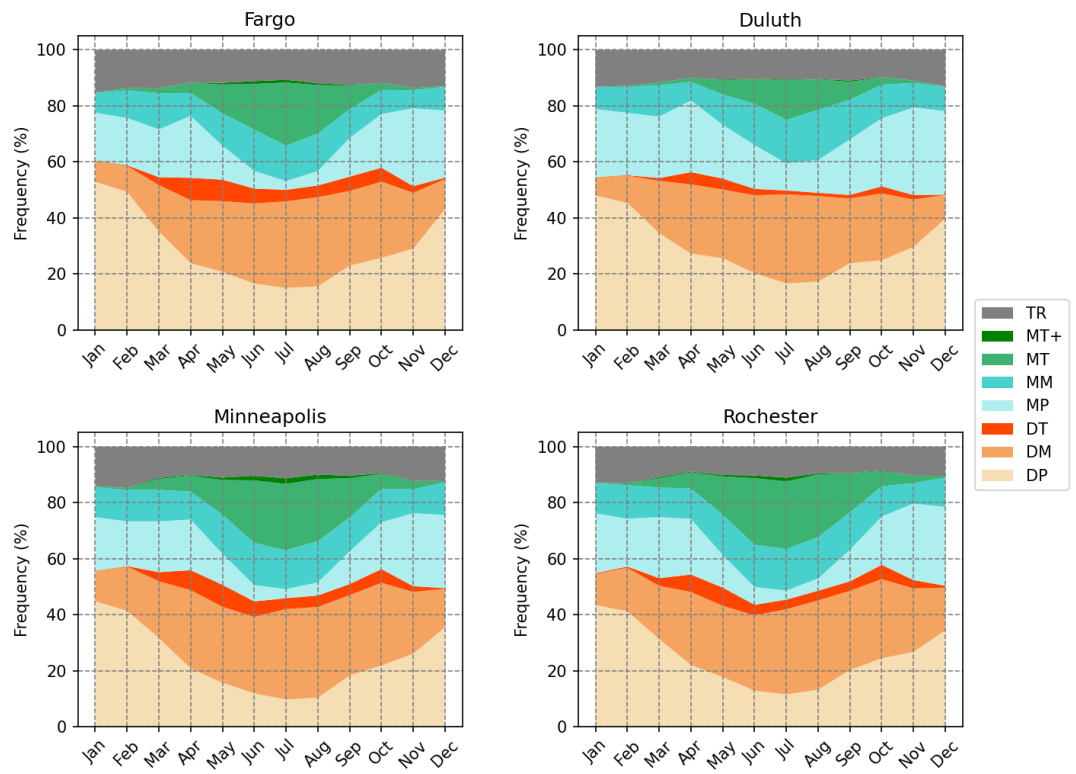 Fargo
Frequency (%)
100
80
60
40
20
0
Jan Feb Mar Apr May Jun Jul Aug Sep Oct Nov Dec
Duluth
Frequency (%)
100
80
60
40
20
0
Jan Feb Mar Apr May Jun Jul Aug Sep Oct Nov Dec
Minneapolis
Frequency (%)
100
80
60
40
20
0
Jan Feb Mar Apr May Jun Jul Aug Sep Oct Nov Dec
Rochester
Frequency (%)
100
80
60
40
20
0
Jan Feb Mar Apr May Jun Jul Aug Sep Oct Nov Dec
TR
MT+
MT
MM
MP
DT
DM
DP